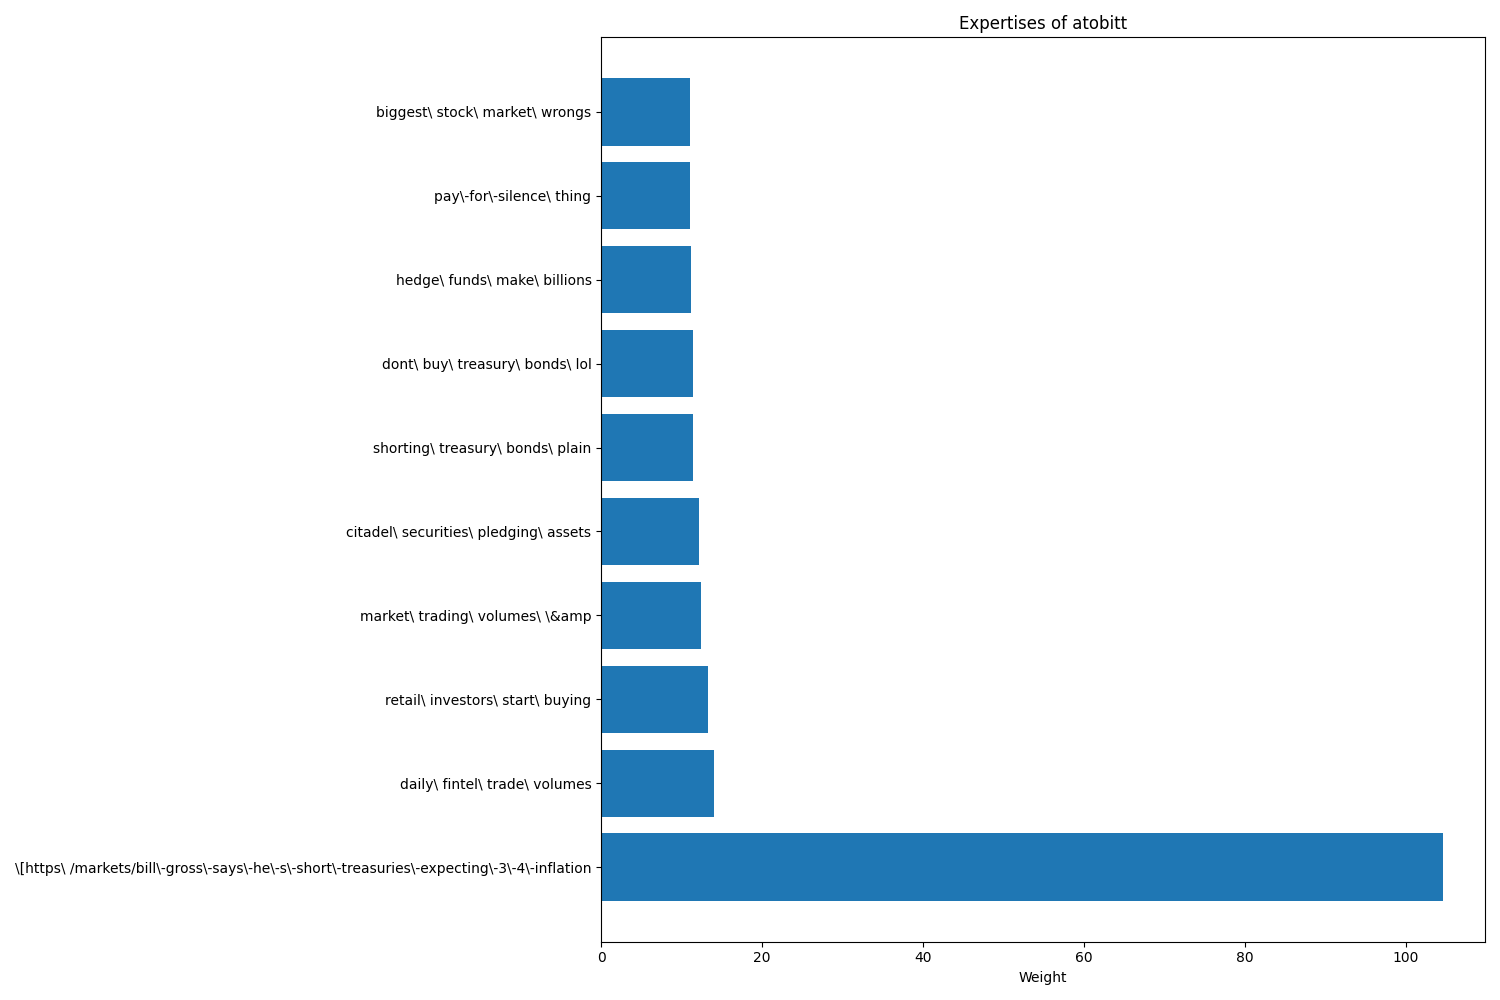 Expertises of atobitt
biggest\ stock\ market\ wrongs
pay\-for\-silence\ thing
hedge\ funds\ make\ billions
dont\ buy\ treasury\ bonds\ lol
shorting\ treasury\ bonds\ plain
citadel\ securities\ pledging\ assets
market\ trading\ volumes\ \&amp
retail\ investors\ start\ buying
daily\ fintel\ trade\ volumes
\[https\ /markets/bill\-gross\-says\-he\-s\-short\-treasuries\-expecting\-3\-4\-inflation
0 20 40 60 80 100
Weight